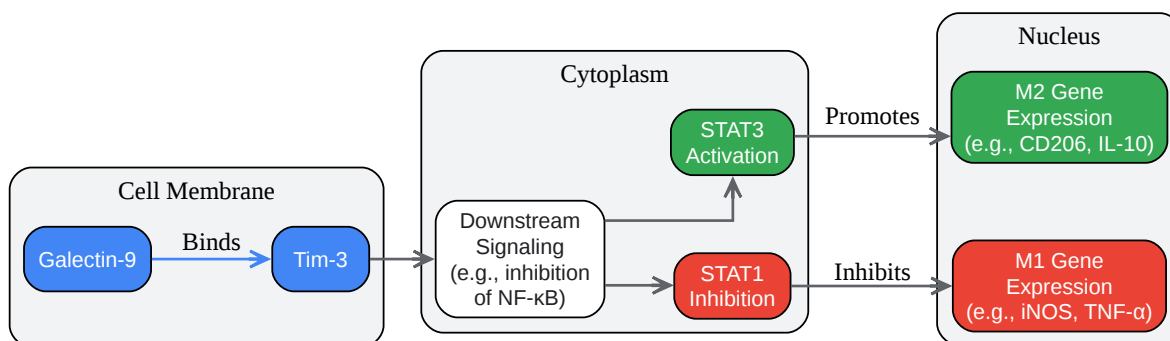 Cell Membrane
Galectin-9
Binds
Tim-3
Cytoplasm
Downstream
Signaling
(e.g., inhibition
of NF-κB)
STAT3
Activation
STAT1
Inhibition
Promotes
Inhibits
Nucleus
M2 Gene
Expression
(e.g., CD206, IL-10)
M1 Gene
Expression
(e.g., iNOS, TNF-α)